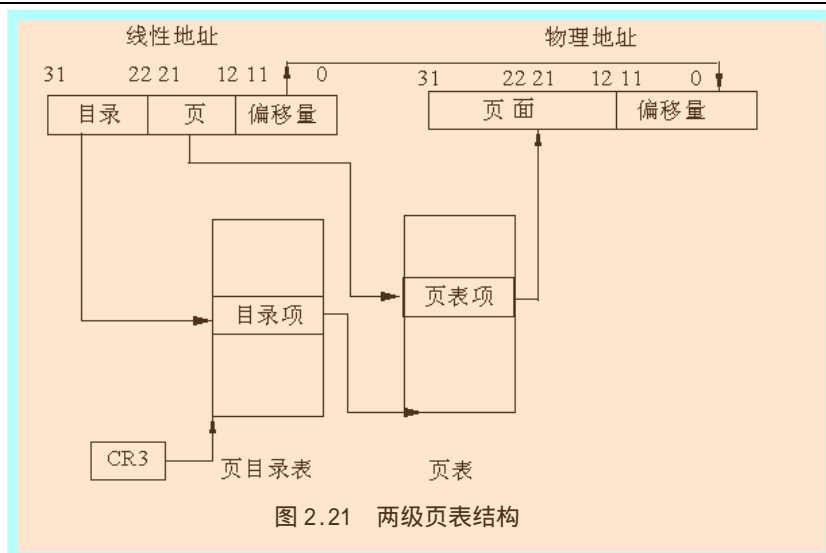 线性地址 物理地址
31 22 21 12 11 0 31 22 21 12 11 0
目录 页 偏移量 页面 偏移量
页表项
目录项
CR3 页目录表 页表
图 2.21 两级页表结构